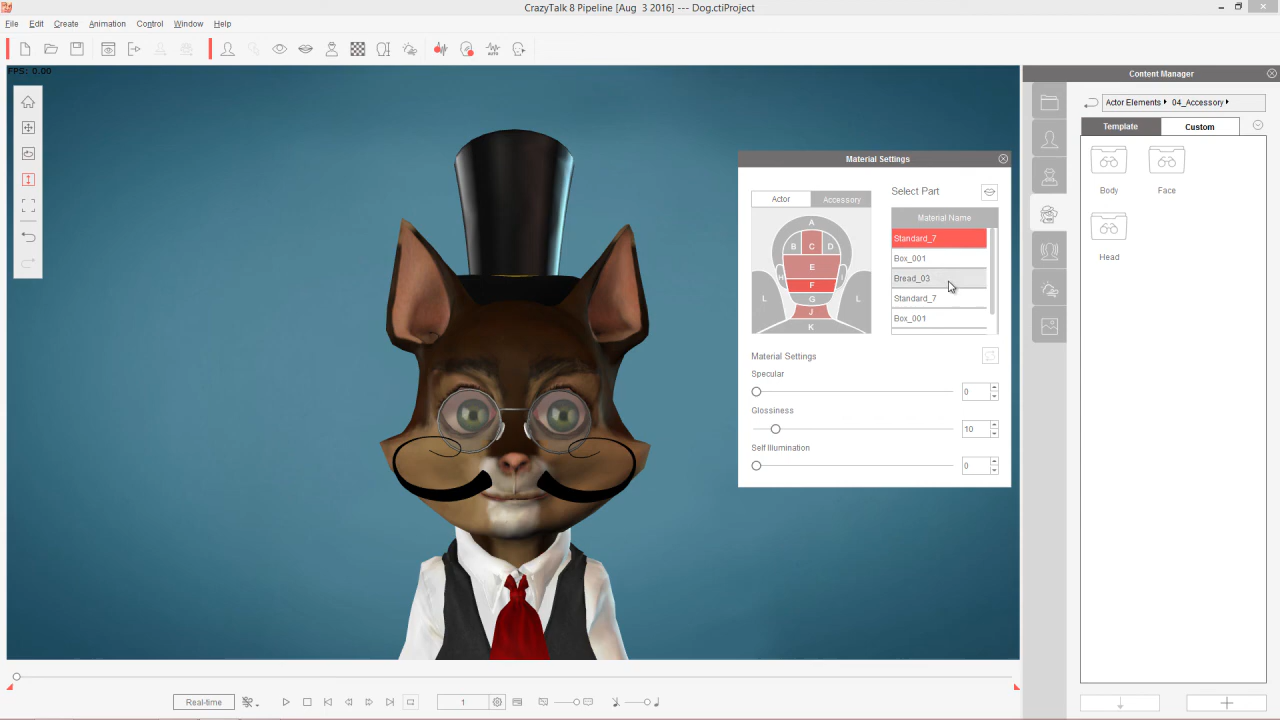 CrazyTalk 8 Pipeline [Aug 3 2016] --- Dog.ctiProject
File Edit Create Animation Control Window Help
FPS: 0.00
Content Manager
Actor Elements 04_Accessory
Template Custom
Body Face
Head
Material Settings
Actor Accessory
Select Part
Material Name
Standard_7
Box_001
Bread_03
Standard_7
Box_001
A
B C D
E
H F I
L G L
J
K
Material Settings
Specular
0
Glossiness
10
Self Illumination
0
Real-time
AUTO
1